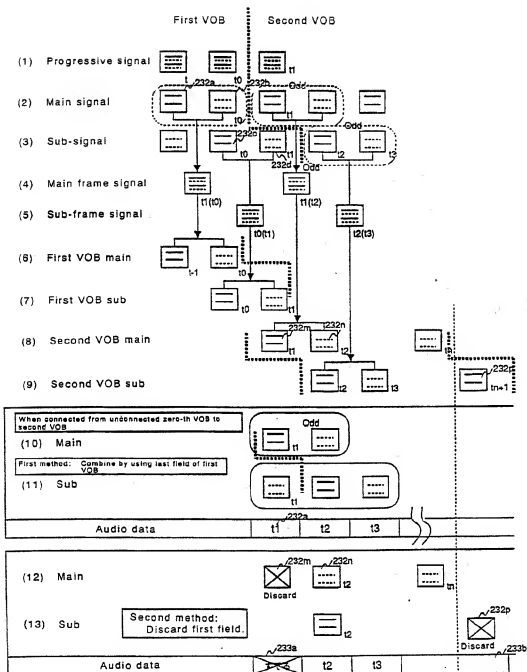 First VOB Second VOB
(1) Progressive signal t t0 t1
232a 232b Odd
(2) Main signal t0 t1 Odd
232c
(3) Sub-signal t0 t1 t2 t3
232d Odd
(4) Main frame signal t1(t0) t1(t2)
(5) Sub-frame signal t0(t1) t2(t3)
(6) First VOB main t-1 t0
(7) First VOB sub t0 t1
232m 232n
(8) Second VOB main t1 t2 tn
232p
(9) Second VOB sub t2 t3 tn+1
When connected from unconnected zero-th VOB to second VOB
Odd
(10) Main t1
First method: Combine by using last field of first VOB
(11) Sub t1
232a
Audio data t1 t2 t3
232m 232n
(12) Main t2 tn
Discard
232p
(13) Sub Second method: Discard first field. t2
Discard
233a 233b
Audio data t2 t3